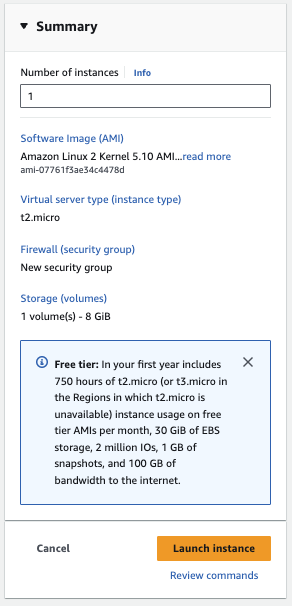 Summary
Number of instances Info
1
Software Image (AMI)
Amazon Linux 2 Kernel 5.10 AMI...read more
ami-07761f3ae34c4478d
Virtual server type (instance type)
t2.micro
Firewall (security group)
New security group
Storage (volumes)
1 volume(s) - 8 GiB
Free tier: In your first year includes
750 hours of t2.micro (or t3.micro in
the Regions in which t2.micro is
unavailable) instance usage on free
tier AMIs per month, 30 GiB of EBS
storage, 2 million IOs, 1 GB of
snapshots, and 100 GB of
bandwidth to the internet.
Cancel Launch instance
Review commands